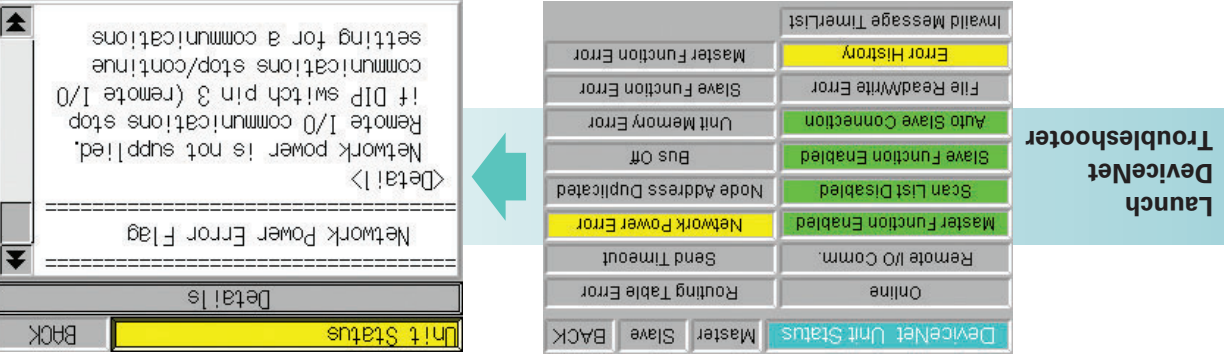 Launch
DeviceNet
Troubleshooter
DeviceNet Unit Status
Master
Slave
BACK
Online
Routing Table Error
Remote I/O Comm.
Send Timeout
Master Function Enabled
Network Power Error
Scan List Disabled
Node Address Duplicated
Slave Function Enabled
Bus Off
Auto Slave Connection
Unit Memory Error
File Read/Write Error
Slave Function Error
Error Histrory
Master Function Error
Invalid Message TimerList
Unit Status
BACK
Details
========================================
Network Power Error Flag
========================================
<Detail>
Network power is not supplied.
Remote I/O communications stop
if DIP switch pin 3 (remote I/O
communications stop/continue
setting for a communications